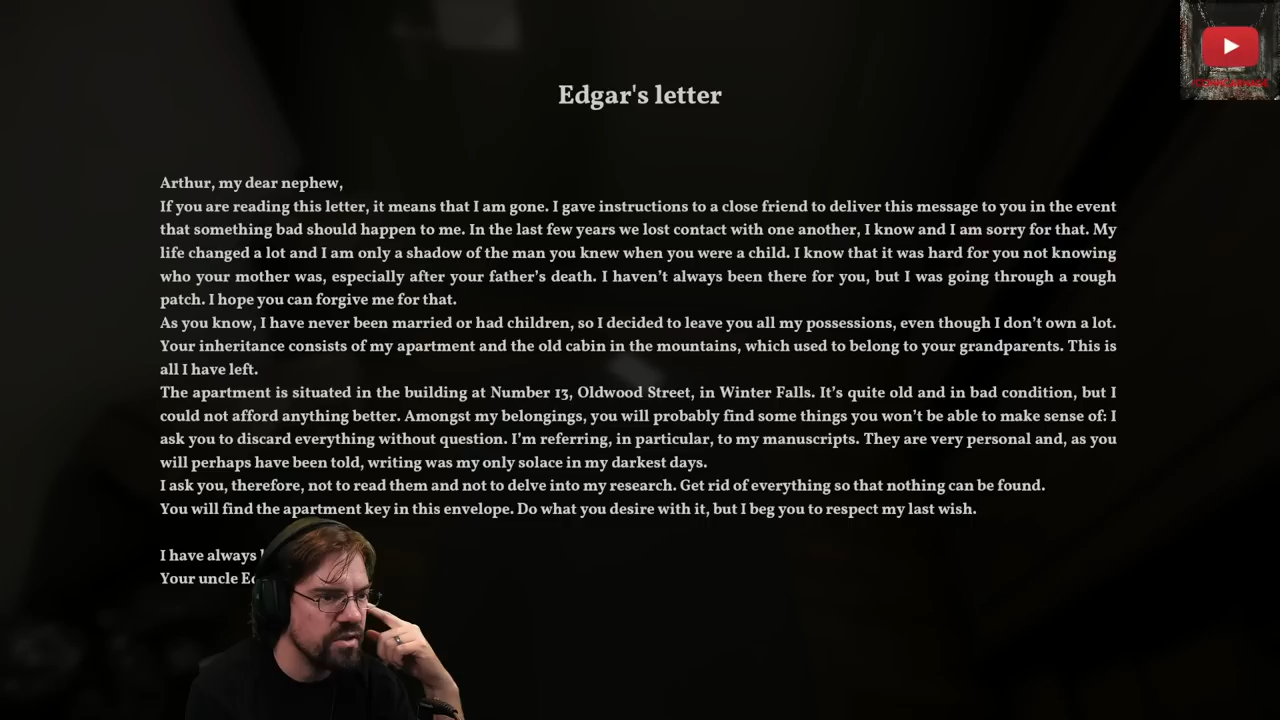 Edgar's letter
Arthur, my dear nephew,
If you are reading this letter, it means that I am gone. I gave instructions to a close friend to deliver this message to you in the event
that something bad should happen to me. In the last few years we lost contact with one another, I know and I am sorry for that. My
life changed a lot and I am only a shadow of the man you knew when you were a child. I know that it was hard for you not knowing
who your mother was, especially after your father’s death. I haven’t always been there for you, but I was going through a rough
patch. I hope you can forgive me for that.
As you know, I have never been married or had children, so I decided to leave you all my possessions, even though I don’t own a lot.
Your inheritance consists of my apartment and the old cabin in the mountains, which used to belong to your grandparents. This is
all I have left.
The apartment is situated in the building at Number 13, Oldwood Street, in Winter Falls. It’s quite old and in bad condition, but I
could not afford anything better. Amongst my belongings, you will probably find some things you won’t be able to make sense of: I
ask you to discard everything without question. I’m referring, in particular, to my manuscripts. They are very personal and, as you
will perhaps have been told, writing was my only solace in my darkest days.
I ask you, therefore, not to read them and not to delve into my research. Get rid of everything so that nothing can be found.
You will find the apartment key in this envelope. Do what you desire with it, but I beg you to respect my last wish.
I have always
Your uncle